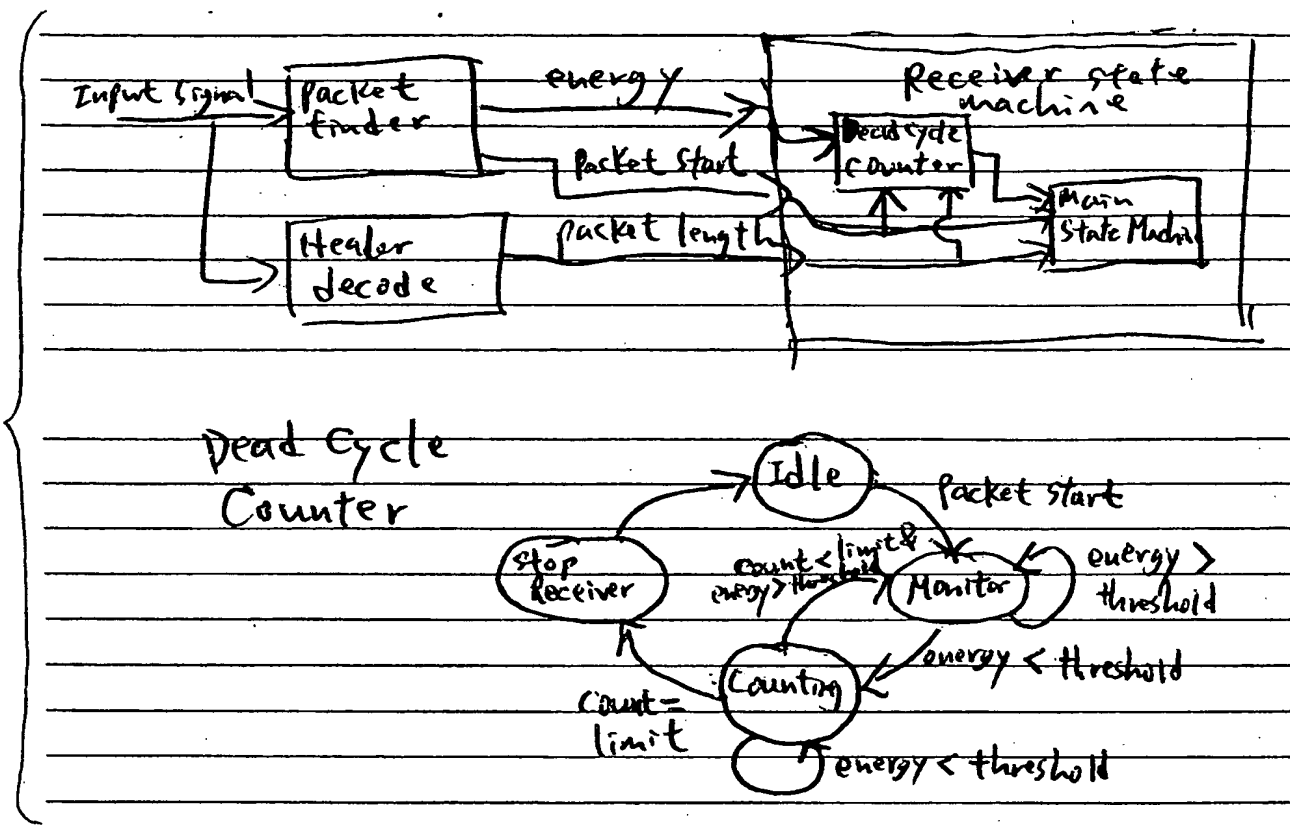 Input Signal
Packet
finder
energy
Packet Start
Receiver state
machine
Dead cycle
counter
Main
State Machin
Header
decode
packet length
Dead Cycle
Counter
Idle
Packet start
Stop
Receiver
count < limit &
energy > threshold
Monitor
energy >
threshold
energy < threshold
Counting
Count =
limit
energy < threshold